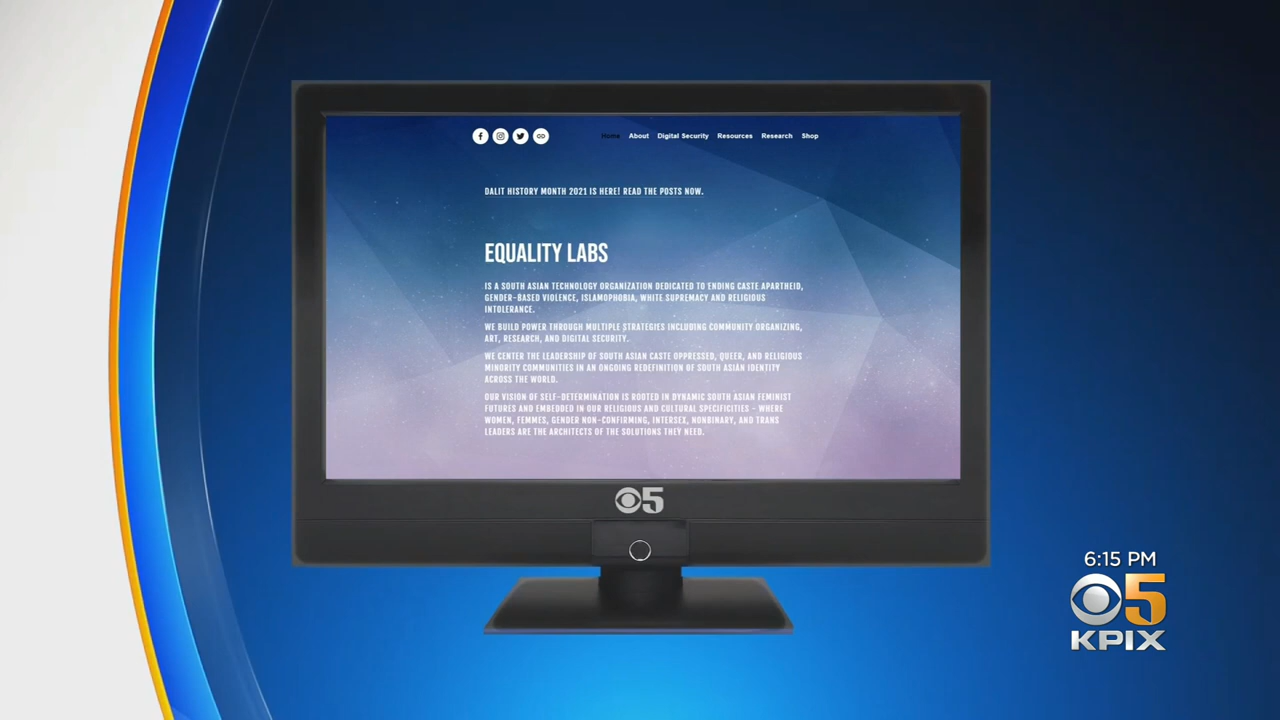 Home About Digital Security Resources Research Shop
DALIT HISTORY MONTH 2021 IS HERE! READ THE POSTS NOW.
EQUALITY LABS
IS A SOUTH ASIAN TECHNOLOGY ORGANIZATION DEDICATED TO ENDING CASTE APARTHEID,
GENDER-BASED VIOLENCE, ISLAMOPHOBIA, WHITE SUPREMACY AND RELIGIOUS
INTOLERANCE.
WE BUILD POWER THROUGH MULTIPLE STRATEGIES INCLUDING COMMUNITY ORGANIZING,
ART, RESEARCH, AND DIGITAL SECURITY.
WE CENTER THE LEADERSHIP OF SOUTH ASIAN CASTE OPPRESSED, QUEER, AND RELIGIOUS
MINORITY COMMUNITIES IN AN ONGOING REDEFINITION OF SOUTH ASIAN IDENTITY
ACROSS THE WORLD.
OUR VISION OF SELF-DETERMINATION IS ROOTED IN DYNAMIC SOUTH ASIAN FEMINIST
FUTURES AND EMBEDDED IN OUR RELIGIOUS AND CULTURAL SPECIFICITIES - WHERE
WOMEN, FEMMES, GENDER NON-CONFIRMING, INTERSEX, NONBINARY, AND TRANS
LEADERS ARE THE ARCHITECTS OF THE SOLUTIONS THEY NEED.
5
6:15 PM
5
KPIX